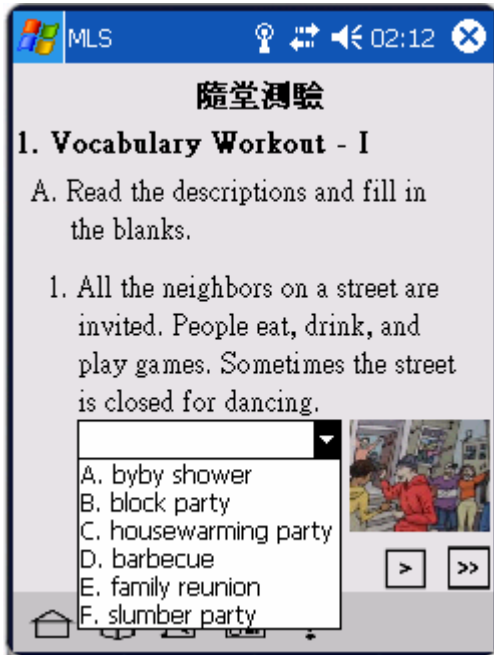 MLS 02:12
隨堂測驗
1. Vocabulary Workout - I
A. Read the descriptions and fill in
the blanks.
1. All the neighbors on a street are
invited. People eat, drink, and
play games. Sometimes the street
is closed for dancing.
A. byby shower
B. block party
C. housewarming party
D. barbecue
E. family reunion
F. slumber party
> >>